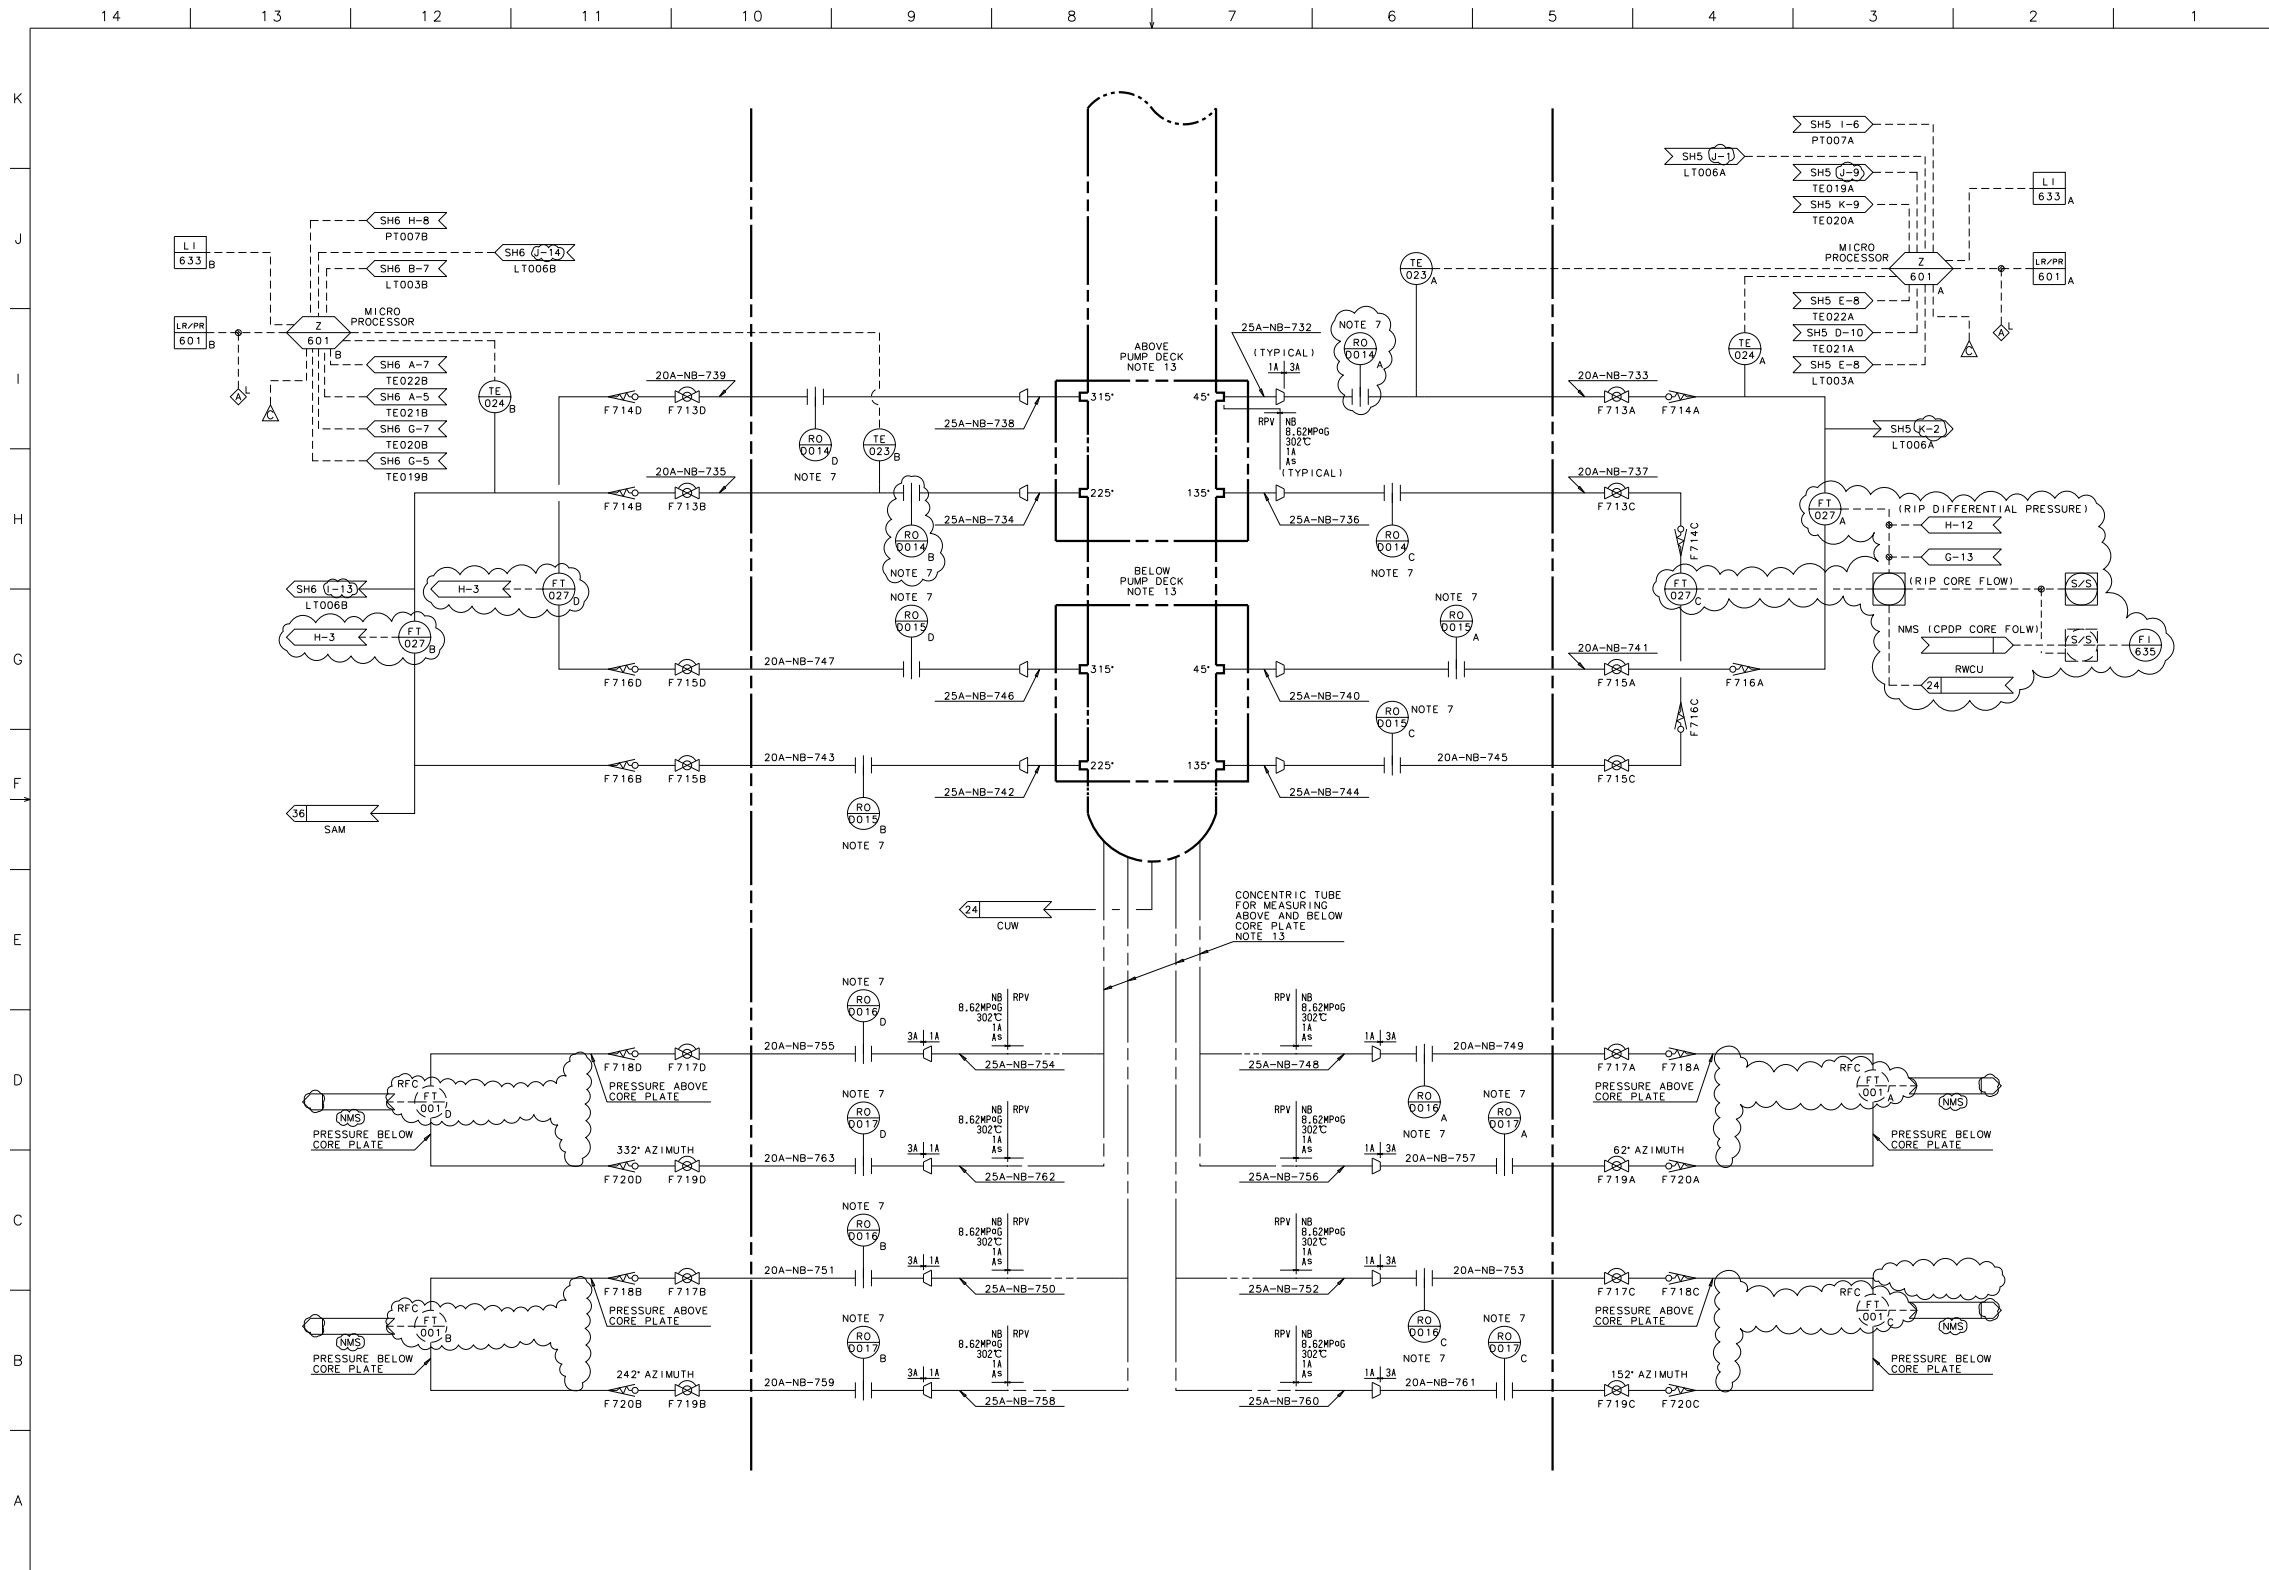 14 13 12 11 10 9 8 7 6 5 4 3 2 1
K
SH5 I-6
PT007A
SH5 J-1
LT006A
SH5 J-9
TE019A
LI
633 A
SH5 K-9
TE020A
J
SH6 H-8
PT007B
LI
633 B
SH6 J-14
LT006B
SH6 B-7
LT003B
TE
023 A
MICRO
PROCESSOR
Z
601 A
LR/PR
601 A
SH5 E-8
TE022A
MICRO
PROCESSOR
LR/PR
601 B
Z
601 B
25A-NB-732
NOTE 7
RO
D014 A
SH5 D-10
TE021A
A L
TE
024 A
C
(TYPICAL)
1A 3A
ABOVE
PUMP DECK
NOTE 13
SH5 E-8
LT003A
SH6 A-7
TE022B
I
20A-NB-739
20A-NB-733
A L
C
SH6 A-5
TE021B
TE
024 B
F714D F713D
315°
45°
F713A F714A
25A-NB-738
RPV NB
8.62MPaG
302℃
1A
As
(TYPICAL)
SH6 G-7
TE020B
RO
D014 D
NOTE 7
TE
023 B
SH5 K-2
LT006A
SH6 G-5
TE019B
20A-NB-735
20A-NB-737
F714B F713B
225°
135°
F713C
25A-NB-734
25A-NB-736
H
FT
027 A
(RIP DIFFERENTIAL PRESSURE)
H-12
RO
D014 B
NOTE 7
RO
D014 C
NOTE 7
F714C
G-13
BELOW
PUMP DECK
NOTE 13
SH6 I-13
LT006B
H-3
FT
027 D
FT
027 C
(RIP CORE FLOW)
S/S
NOTE 7
RO
D015 D
NOTE 7
RO
D015 A
H-3
FT
027 B
NMS (CPDP CORE FOLW)
S/S
FI
635
G
20A-NB-747
20A-NB-741
F716D F715D
315°
45°
F715A
F716A
RWCU
24
25A-NB-746
25A-NB-740
RO
D015 C
NOTE 7
F716C
20A-NB-743
20A-NB-745
F716B F715B
225°
135°
F715C
F
25A-NB-742
25A-NB-744
36
SAM
RO
D015 B
NOTE 7
24
CUW
CONCENTRIC TUBE
FOR MEASURING
ABOVE AND BELOW
CORE PLATE
NOTE 13
E
NOTE 7
RO
D016 D
NB RPV
8.62MPaG
302℃
1A
As
RPV NB
8.62MPaG
302℃
1A
As
3A 1A
1A 3A
20A-NB-755
20A-NB-749
F718D F717D
25A-NB-754
25A-NB-748
F717A F718A
D
RFC
FT
001 D
PRESSURE ABOVE
CORE PLATE
NMS
PRESSURE BELOW
CORE PLATE
NOTE 7
RO
D017 D
NB RPV
8.62MPaG
302℃
1A
As
RPV NB
8.62MPaG
302℃
1A
As
RO
D016 A
NOTE 7
NOTE 7
RO
D017 A
PRESSURE ABOVE
CORE PLATE
RFC
FT
001 A
NMS
PRESSURE BELOW
CORE PLATE
332° AZIMUTH
20A-NB-763
3A 1A
1A 3A
20A-NB-757
62° AZIMUTH
F720D F719D
25A-NB-762
25A-NB-756
F719A F720A
C
NOTE 7
RO
D016 B
NB RPV
8.62MPaG
302℃
1A
As
RPV NB
8.62MPaG
302℃
1A
As
3A 1A
1A 3A
20A-NB-751
20A-NB-753
F718B F717B
25A-NB-750
25A-NB-752
F717C F718C
RFC
FT
001 B
PRESSURE ABOVE
CORE PLATE
NMS
PRESSURE BELOW
CORE PLATE
NOTE 7
RO
D017 B
NB RPV
8.62MPaG
302℃
1A
As
RPV NB
8.62MPaG
302℃
1A
As
RO
D016 C
NOTE 7
NOTE 7
RO
D017 C
PRESSURE ABOVE
CORE PLATE
RFC
FT
001 C
NMS
PRESSURE BELOW
CORE PLATE
B
242° AZIMUTH
20A-NB-759
3A 1A
1A 3A
20A-NB-761
152° AZIMUTH
F720B F719B
25A-NB-758
25A-NB-760
F719C F720C
A